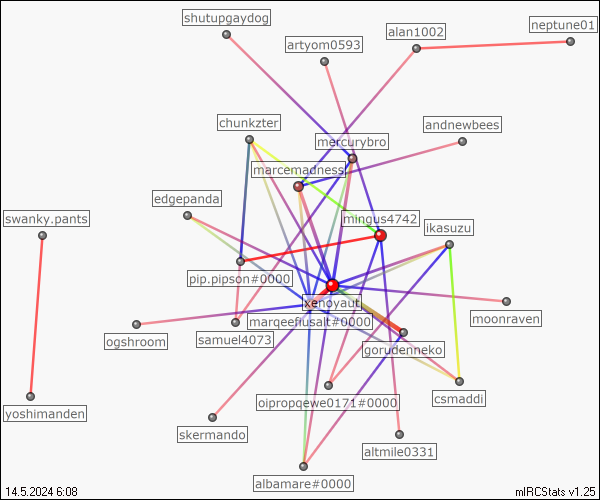 shutupgaydog
neptune01
alan1002
artyom0593
chunkzter
andnewbees
mercurybro
marcemadness
edgepanda
swanky.pants
mingus4742
ikasuzu
pip.pipson#0000
xenoyaut
moonraven
marqeefiusalt#0000
ogshroom
samuel4073
gorudenneko
oipropqewe0171#0000
csmaddi
yoshimanden
skermando
altmile0331
albamare#0000
14.5.2024 6:08
mIRCStats v1.25